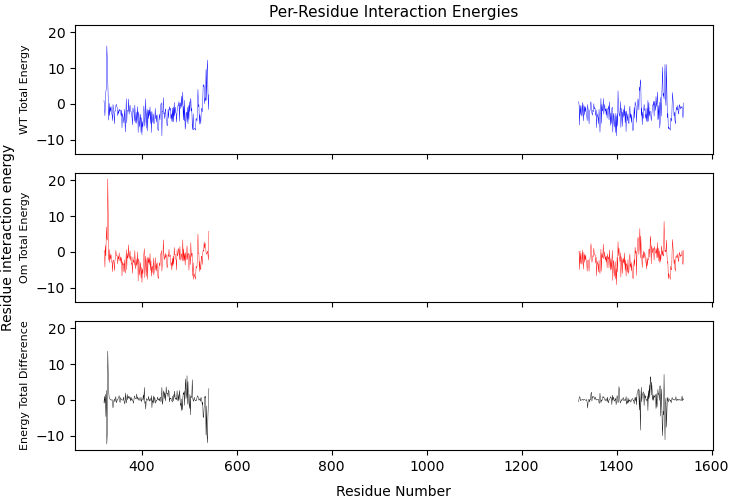 Per-Residue Interaction Energies
Residue interaction energy
WT Total Energy
20
10
0
−10
Om Total Energy
20
10
0
−10
Energy Total Difference
20
10
0
−10
400 600 800 1000 1200 1400 1600
Residue Number